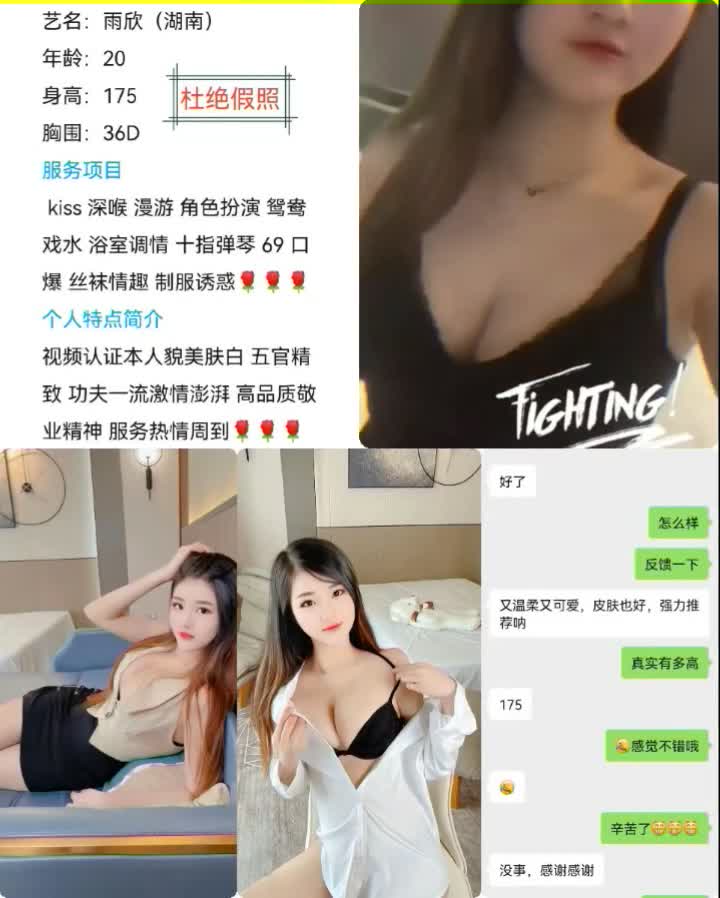 艺名：雨欣（湖南）
年龄：20
身高：175
胸围：36D
杜绝假照
服务项目
kiss 深喉 漫游 角色扮演 鸳鸯
戏水 浴室调情 十指弹琴 69 口
爆 丝袜情趣 制服诱惑🌹🌹🌹
个人特点简介
视频认证本人貌美肤白 五官精
致 功夫一流激情澎湃 高品质敬
业精神 服务热情周到🌹🌹🌹
FIGHTING!
好了
怎么样
反馈一下
又温柔又可爱，皮肤也好，强力推
荐呐
真实有多高
175
感觉不错哦
辛苦了😁😁😁
没事，感谢感谢